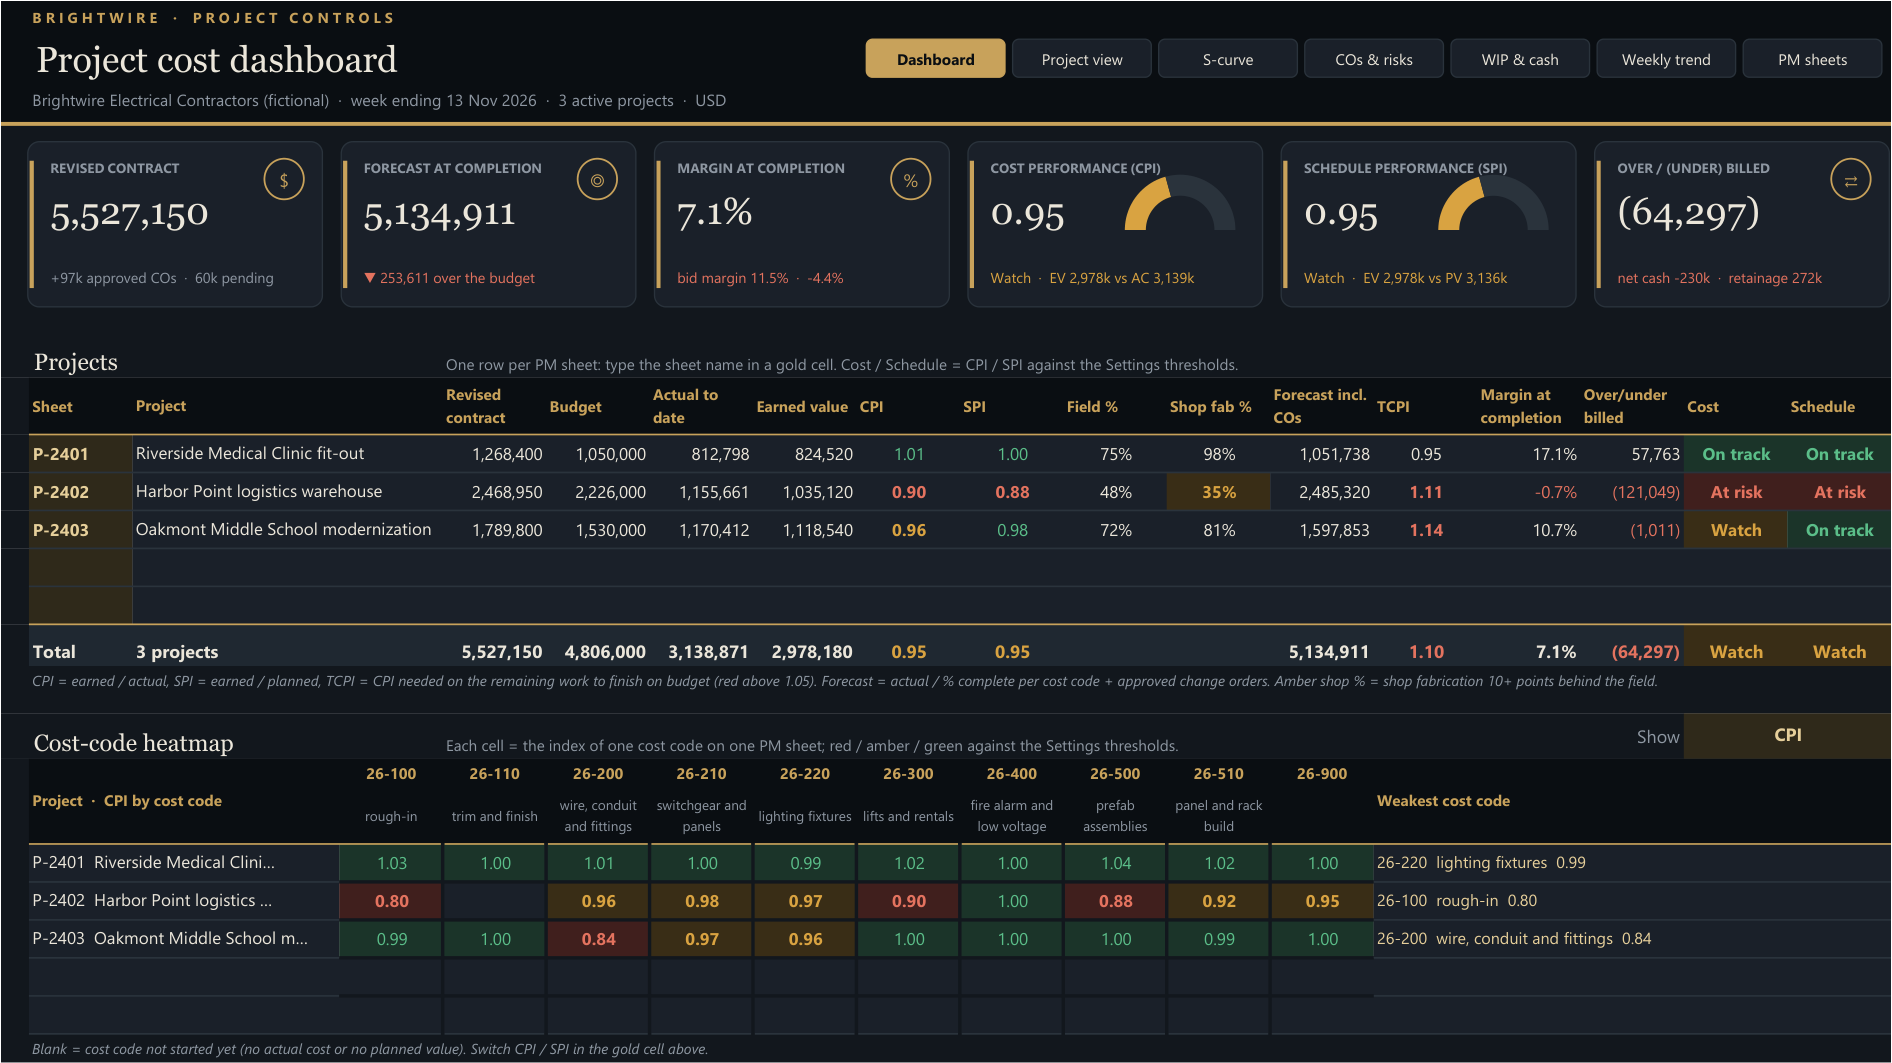 BRIGHTWIRE · PROJECT CONTROLS
Project cost dashboard
Dashboard Project view S-curve COs & risks WIP & cash Weekly trend PM sheets
Brightwire Electrical Contractors (fictional) · week ending 13 Nov 2026 · 3 active projects · USD
REVISED CONTRACT
$
5,527,150
+97k approved COs · 60k pending
FORECAST AT COMPLETION
◎
5,134,911
▼ 253,611 over the budget
MARGIN AT COMPLETION
%
7.1%
bid margin 11.5% · -4.4%
COST PERFORMANCE (CPI)
0.95
Watch · EV 2,978k vs AC 3,139k
SCHEDULE PERFORMANCE (SPI)
0.95
Watch · EV 2,978k vs PV 3,136k
OVER / (UNDER) BILLED
⇄
(64,297)
net cash -230k · retainage 272k
Projects One row per PM sheet: type the sheet name in a gold cell. Cost / Schedule = CPI / SPI against the Settings thresholds.
Sheet Project Revised contract Budget Actual to date Earned value CPI SPI Field % Shop fab % Forecast incl. COs TCPI Margin at completion Over/under billed Cost Schedule
P-2401 Riverside Medical Clinic fit-out 1,268,400 1,050,000 812,798 824,520 1.01 1.00 75% 98% 1,051,738 0.95 17.1% 57,763 On track On track
P-2402 Harbor Point logistics warehouse 2,468,950 2,226,000 1,155,661 1,035,120 0.90 0.88 48% 35% 2,485,320 1.11 -0.7% (121,049) At risk At risk
P-2403 Oakmont Middle School modernization 1,789,800 1,530,000 1,170,412 1,118,540 0.96 0.98 72% 81% 1,597,853 1.14 10.7% (1,011) Watch On track
Total 3 projects 5,527,150 4,806,000 3,138,871 2,978,180 0.95 0.95 5,134,911 1.10 7.1% (64,297) Watch Watch
CPI = earned / actual, SPI = earned / planned, TCPI = CPI needed on the remaining work to finish on budget (red above 1.05). Forecast = actual / % complete per cost code + approved change orders. Amber shop % = shop fabrication 10+ points behind the field.
Cost-code heatmap Each cell = the index of one cost code on one PM sheet; red / amber / green against the Settings thresholds. Show CPI
Project · CPI by cost code 26-100 rough-in 26-110 trim and finish 26-200 wire, conduit and fittings 26-210 switchgear and panels 26-220 lighting fixtures 26-300 lifts and rentals 26-400 fire alarm and low voltage 26-500 prefab assemblies 26-510 panel and rack build 26-900 Weakest cost code
P-2401 Riverside Medical Clini... 1.03 1.00 1.01 1.00 0.99 1.02 1.00 1.04 1.02 1.00 26-220 lighting fixtures 0.99
P-2402 Harbor Point logistics ... 0.80 0.96 0.98 0.97 0.90 1.00 0.88 0.92 0.95 26-100 rough-in 0.80
P-2403 Oakmont Middle School m... 0.99 1.00 0.84 0.97 0.96 1.00 1.00 1.00 0.99 1.00 26-200 wire, conduit and fittings 0.84
Blank = cost code not started yet (no actual cost or no planned value). Switch CPI / SPI in the gold cell above.